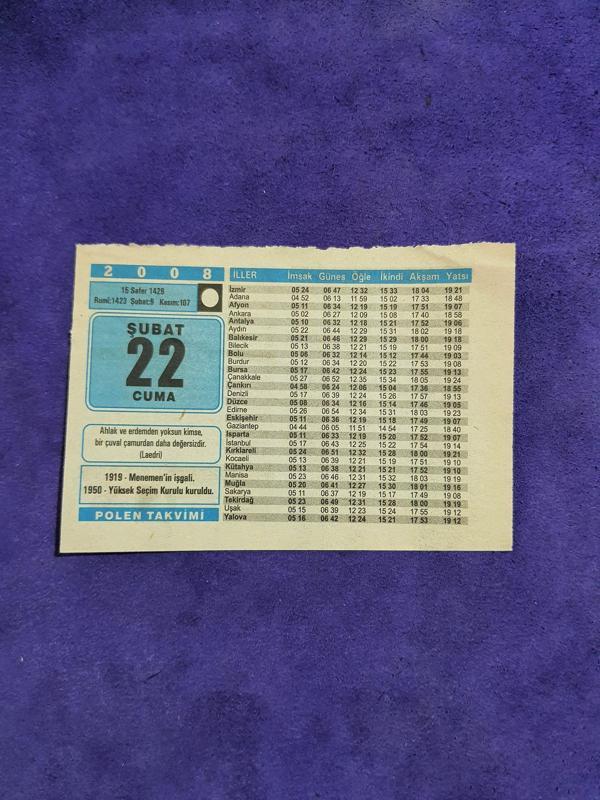 2 0 0 8
15 Safer 1429
Rumî:1423 Şubat:9 Kasım:107
ŞUBAT
22
CUMA
Ahlak ve erdemden yoksun kimse,
bir çuval çamurdan daha değersizdir.
(Laedri)
1919 - Menemen'in işgali.
1950 - Yüksek Seçim Kurulu kuruldu.
POLEN TAKVİMİ
İLLER İmsak Güneş Öğle İkindi Akşam Yatsı
İzmir 05 24 06 47 12 32 15 33 18 04 19 21
Adana 04 52 06 13 11 59 15 02 17 33 18 48
Afyon 05 11 06 34 12 19 15 19 17 51 19 07
Ankara 05 02 06 27 12 09 15 08 17 40 18 58
Antalya 05 10 06 32 12 18 15 21 17 52 19 06
Aydın 05 22 06 44 12 29 15 31 18 02 19 18
Balıkesir 05 21 06 46 12 29 15 29 18 00 19 18
Bilecik 05 13 06 38 12 21 15 19 17 51 19 09
Bolu 05 06 06 32 12 14 15 12 17 44 19 03
Burdur 05 12 06 34 12 20 15 22 17 53 19 08
Bursa 05 17 06 42 12 24 15 23 17 55 19 13
Çanakkale 05 27 06 52 12 35 15 34 18 05 19 24
Çankırı 04 58 06 24 12 06 15 04 17 36 18 55
Denizli 05 17 06 39 12 24 15 26 17 57 19 13
Düzce 05 08 06 34 12 16 15 14 17 46 19 05
Edirne 05 26 06 54 12 34 15 31 18 03 19 23
Eskişehir 05 11 06 36 12 19 15 18 17 49 19 07
Gaziantep 04 44 06 05 11 51 14 54 17 25 18 40
Isparta 05 11 06 33 12 19 15 20 17 52 19 07
İstanbul 05 17 06 43 12 25 15 22 17 54 19 14
Kırklareli 05 24 06 51 12 32 15 28 18 00 19 21
Kocaeli 05 13 06 39 12 21 15 19 17 51 19 10
Kütahya 05 13 06 38 12 21 15 21 17 52 19 10
Manisa 05 23 06 46 12 31 15 32 18 03 19 19
Muğla 05 20 06 41 12 27 15 30 18 01 19 16
Sakarya 05 11 06 37 12 19 15 17 17 49 19 08
Tekirdağ 05 23 06 49 12 31 15 28 18 00 19 19
Uşak 05 15 06 39 12 23 15 24 17 55 19 12
Yalova 05 16 06 42 12 24 15 21 17 53 19 12